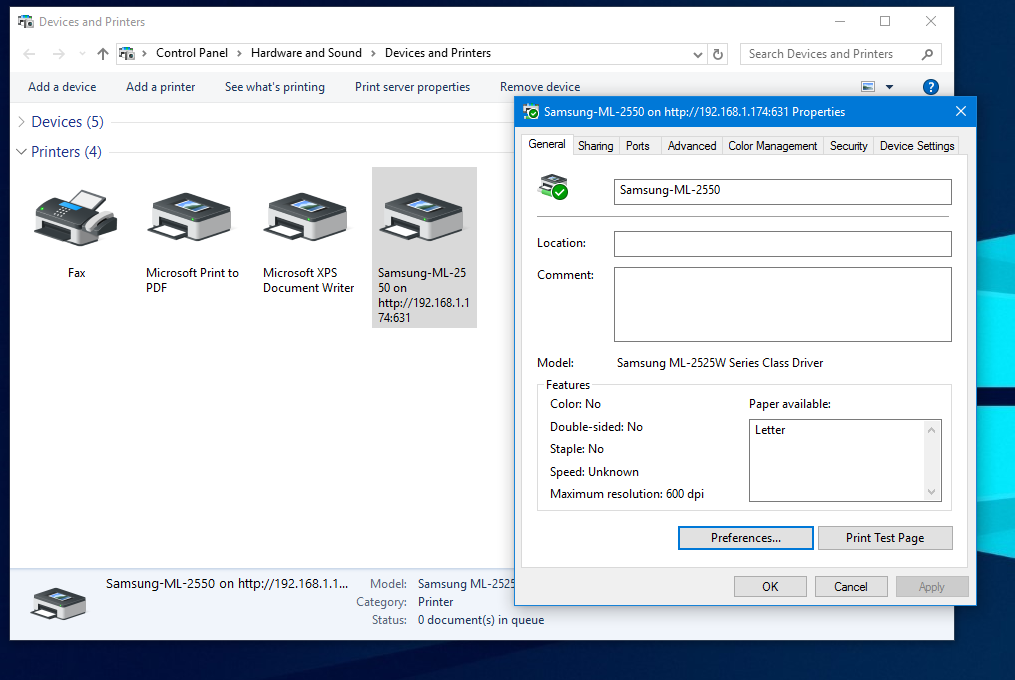 Devices and Printers
Control Panel > Hardware and Sound > Devices and Printers
Search Devices and Printers
Add a device Add a printer See what's printing Print server properties Remove device
?
Devices (5)
Printers (4)
Fax
Microsoft Print to
PDF
Microsoft XPS
Document Writer
Samsung-ML-25
50 on
http://192.168.1.1
74:631
Samsung-ML-2550 on http://192.168.1.1...
Model: Samsung ML-2525
Category: Printer
Status: 0 document(s) in queue
Samsung-ML-2550 on http://192.168.1.174:631 Properties
General Sharing Ports Advanced Color Management Security Device Settings
Samsung-ML-2550
Location:
Comment:
Model: Samsung ML-2525W Series Class Driver
Features
Color: No
Double-sided: No
Staple: No
Speed: Unknown
Maximum resolution: 600 dpi
Paper available:
Letter
Preferences... Print Test Page
OK Cancel Apply